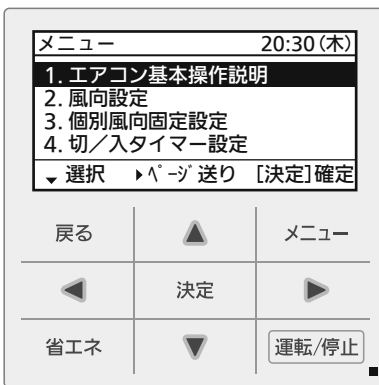 メニュー 20:30(木)
1. エアコン基本操作説明
2. 風向設定
3. 個別風向固定設定
4. 切／入タイマー設定
選択 ﾍﾟｰｼﾞ送り [決定]確定
戻る メニュー
決定
省エネ 運転/停止